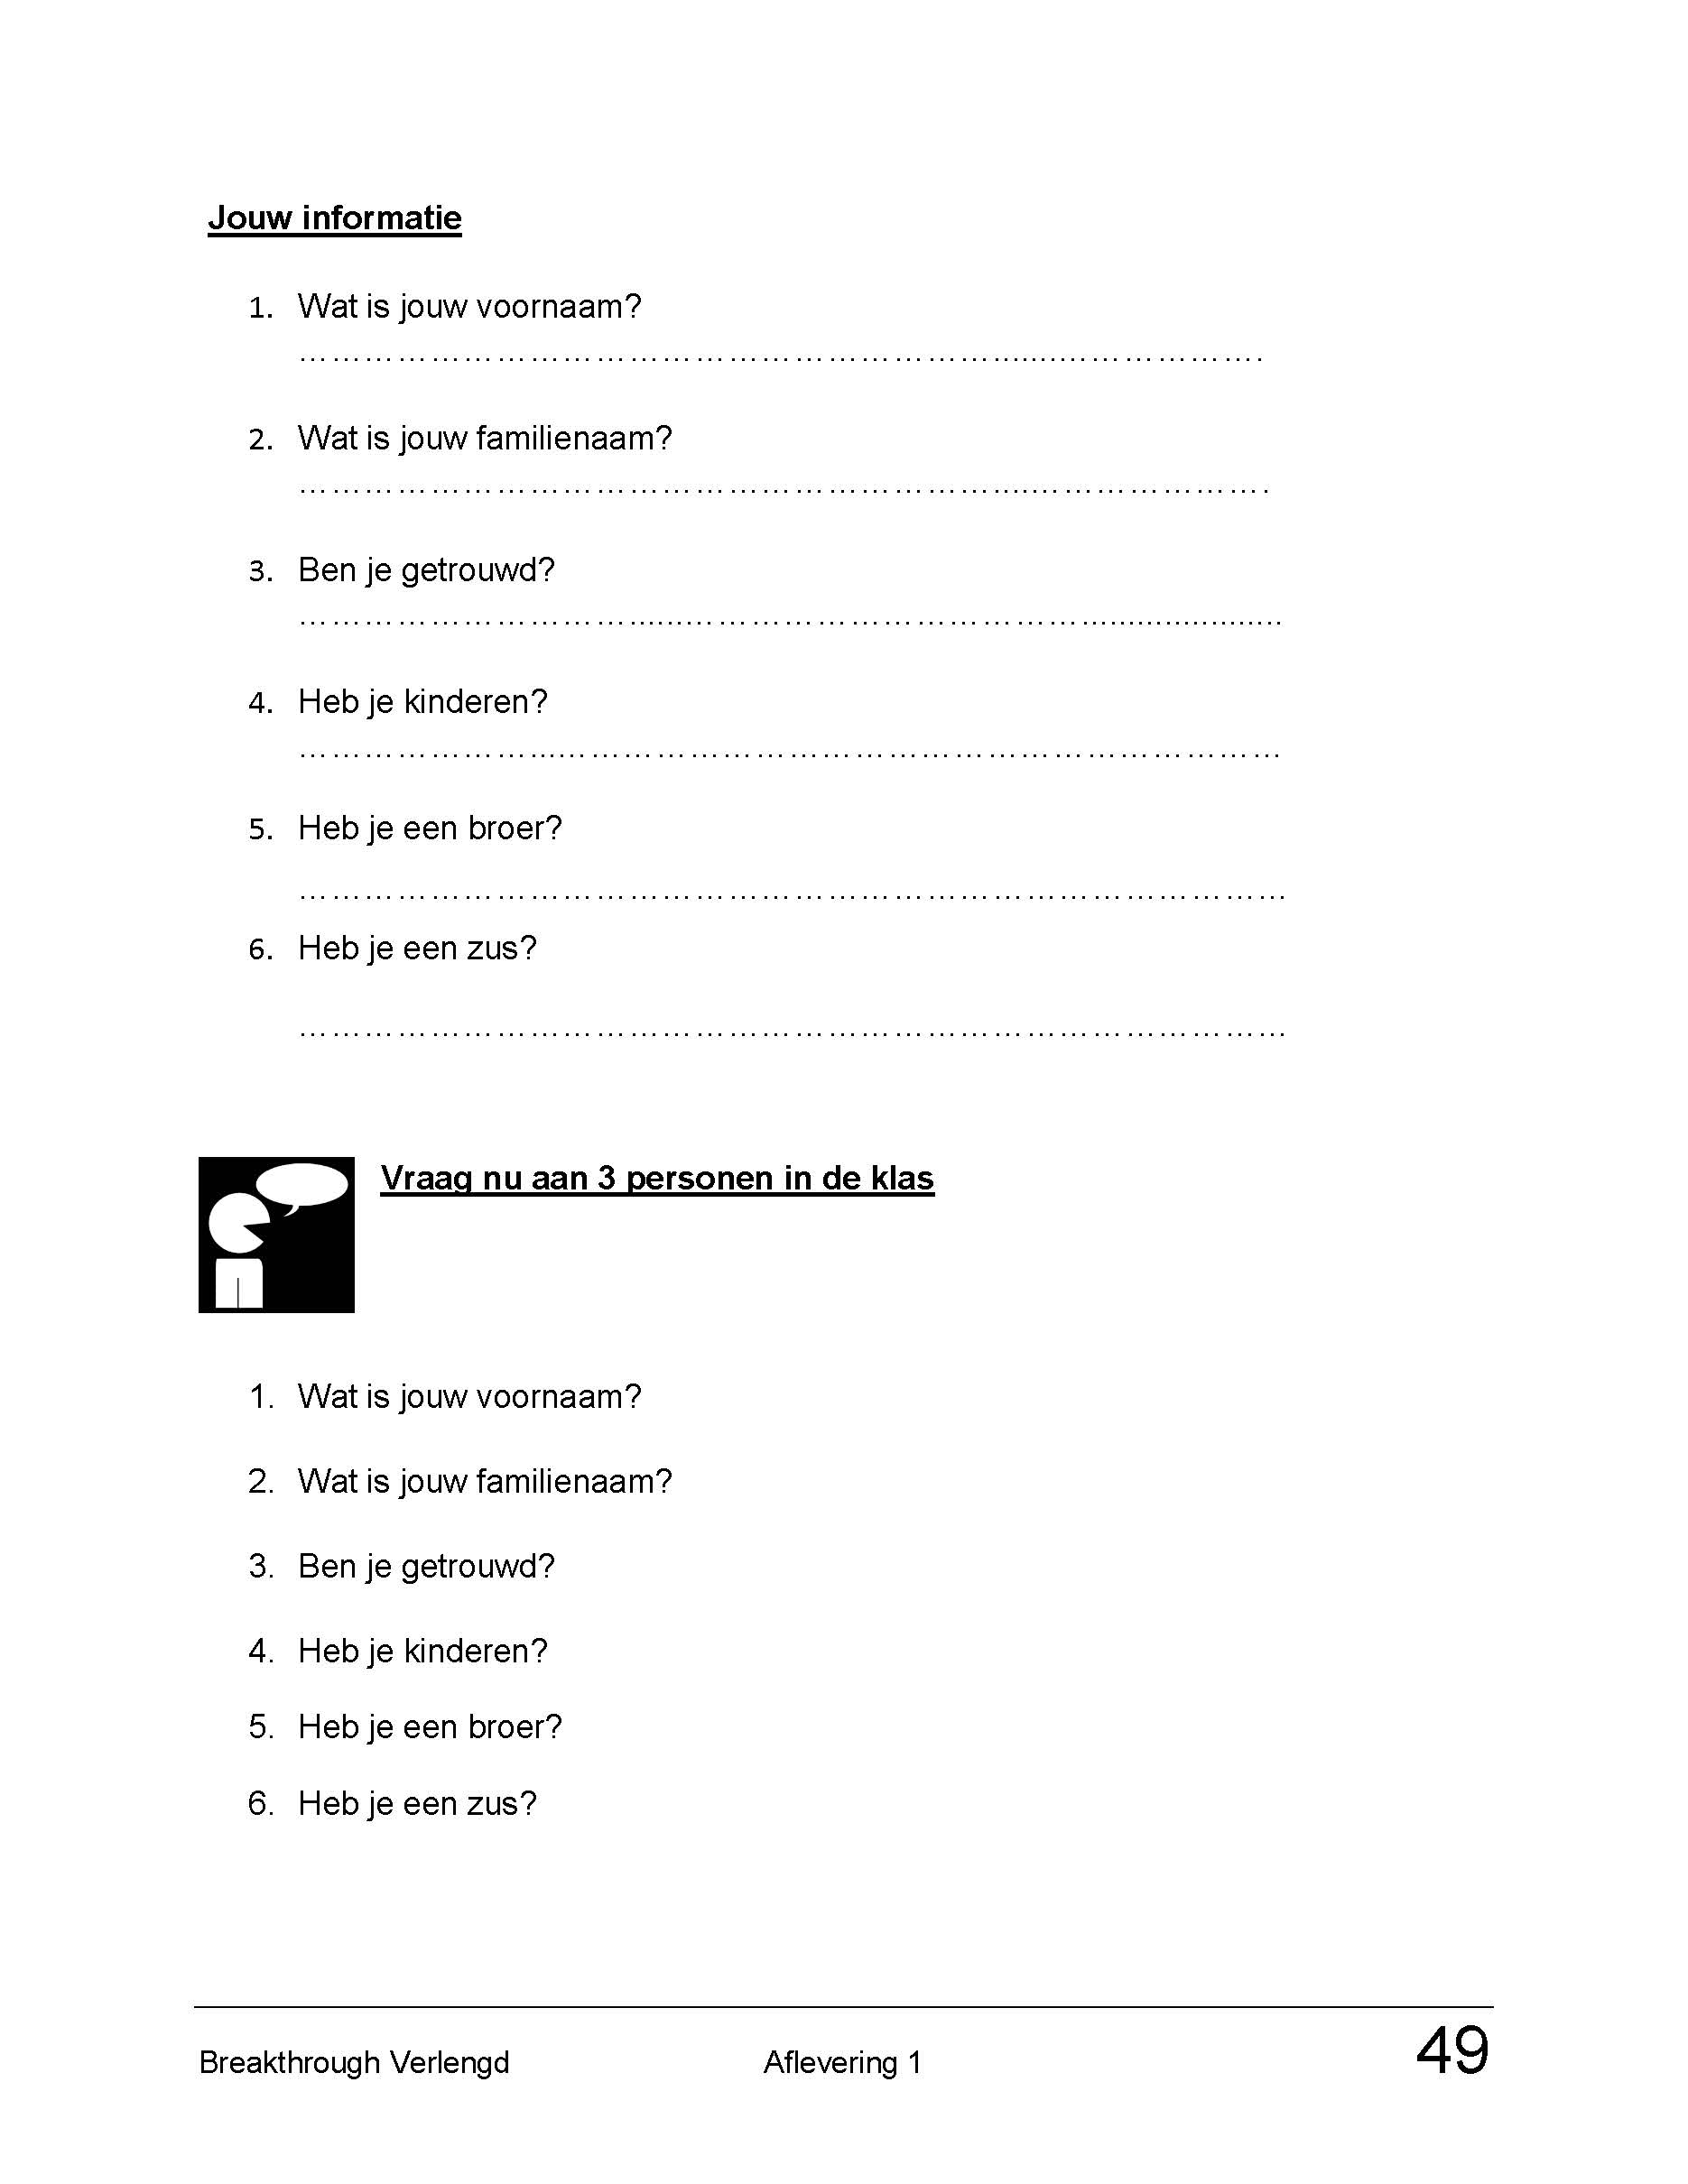 Jouw informatie
1. Wat is jouw voornaam?
……………………………………………………….....………………….
2. Wat is jouw familienaam?
………………………………………………………...………………….
3. Ben je getrouwd?
…………………………......………………………………...................
4. Heb je kinderen?
…………………...…………………………………………………………
5. Heb je een broer?
………………………………………………………………………………
6. Heb je een zus?
………………………………………………………………………………
Vraag nu aan 3 personen in de klas
1. Wat is jouw voornaam?
2. Wat is jouw familienaam?
3. Ben je getrouwd?
4. Heb je kinderen?
5. Heb je een broer?
6. Heb je een zus?
Breakthrough Verlengd Aflevering 1 49